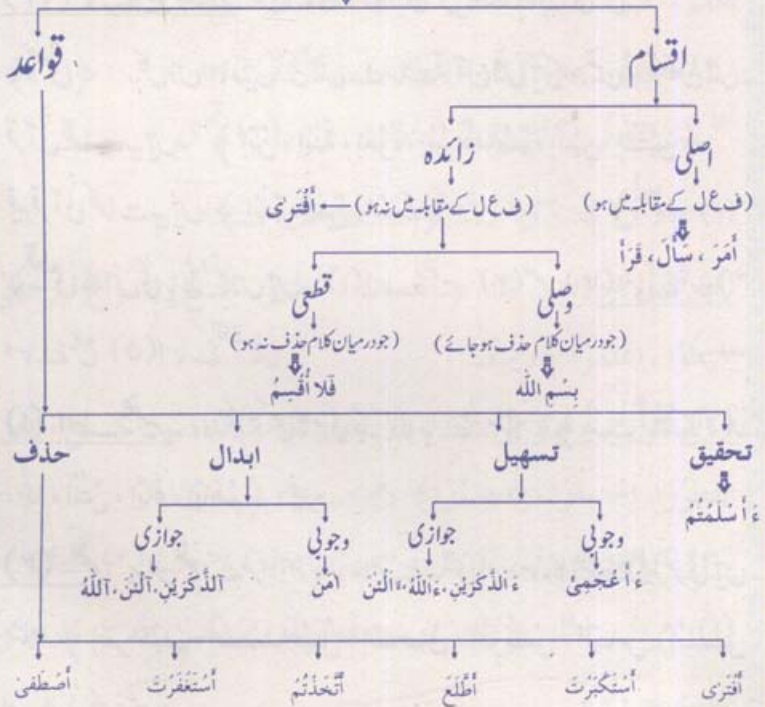 اقسام قواعد
اصلی زائدہ
(ف ع ل کے مقابلہ میں ہو) (ف ع ل کے مقابلہ میں نہ ہو) أَفْتَرٰی
أَمَرَ ، سَأَلَ ، قَرَأَ
وصلی قطعی
(جو درمیان کلام حذف ہو جائے) (جو درمیان کلام حذف نہ ہو)
بِسْمِ اللّٰہ فَلَا أُقْسِمُ
تحقیق تسہیل ابدال حذف
ءَ أَسْلَمْتُمْ
وجوبی جوازی وجوبی جوازی
ءَ أَعْجَمِیٌّ ءَ الذَّکَرَیْنِ، ءَاللّٰہُ، ءَالْئٰنَ اٰمَنَ آلذَّکَرَیْنِ، آلْئٰنَ، آللّٰہُ
أَفْتَرٰی أَسْتَکْبَرْتَ أَطَّلَعَ أَتَّخَذْتُمْ أَسْتَغْفَرْتَ أَصْطَفَی